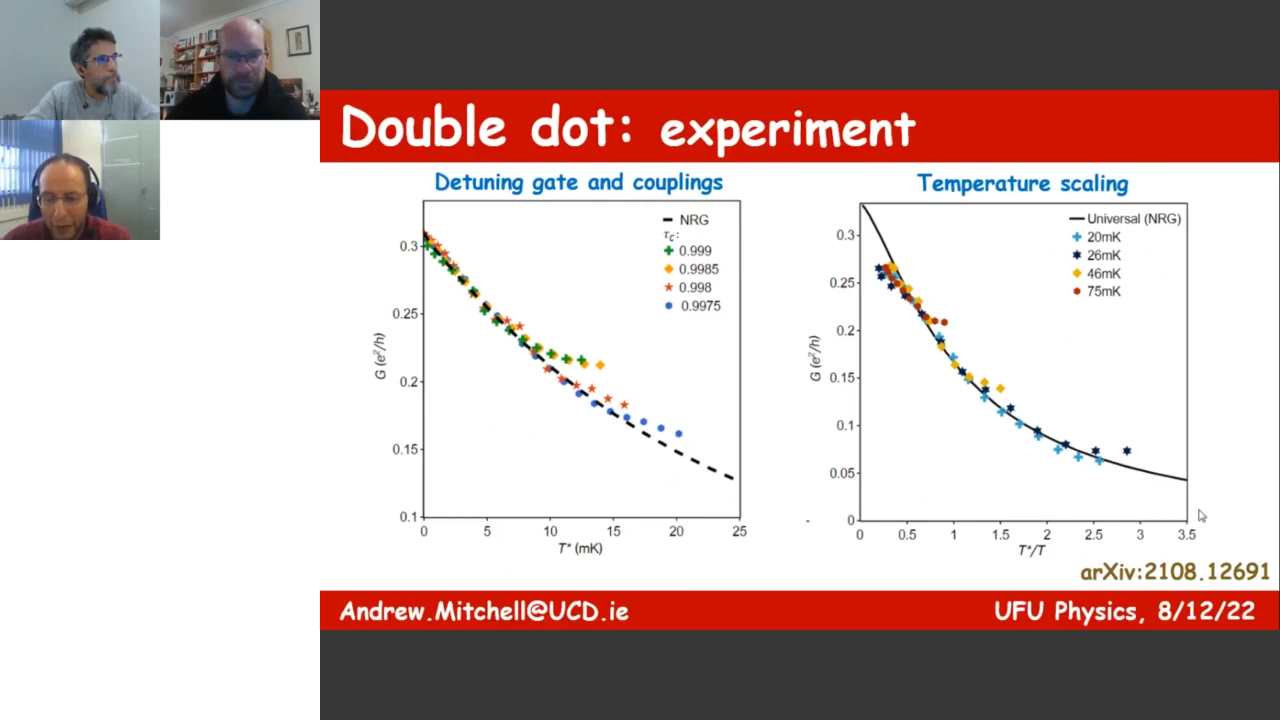 Double dot: experiment
Detuning gate and couplings
Temperature scaling
NRG
τC:
0.999
0.9985
0.998
0.9975
G (e²/h)
0.3
0.25
0.2
0.15
0.1
0 5 10 15 20 25
T* (mK)
Universal (NRG)
20mK
26mK
46mK
75mK
G (e²/h)
0.3
0.25
0.2
0.15
0.1
0.05
0
0 0.5 1 1.5 2 2.5 3 3.5
T*/T
arXiv:2108.12691
Andrew.Mitchell@UCD.ie
UFU Physics, 8/12/22